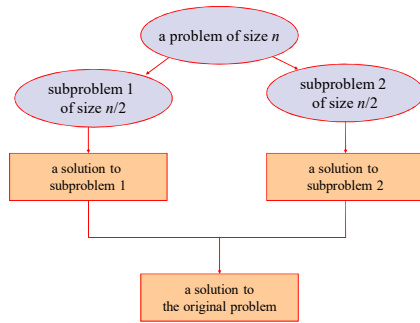 a problem of size n
subproblem 1
of size n/2
subproblem 2
of size n/2
a solution to
subproblem 1
a solution to
subproblem 2
a solution to
the original problem